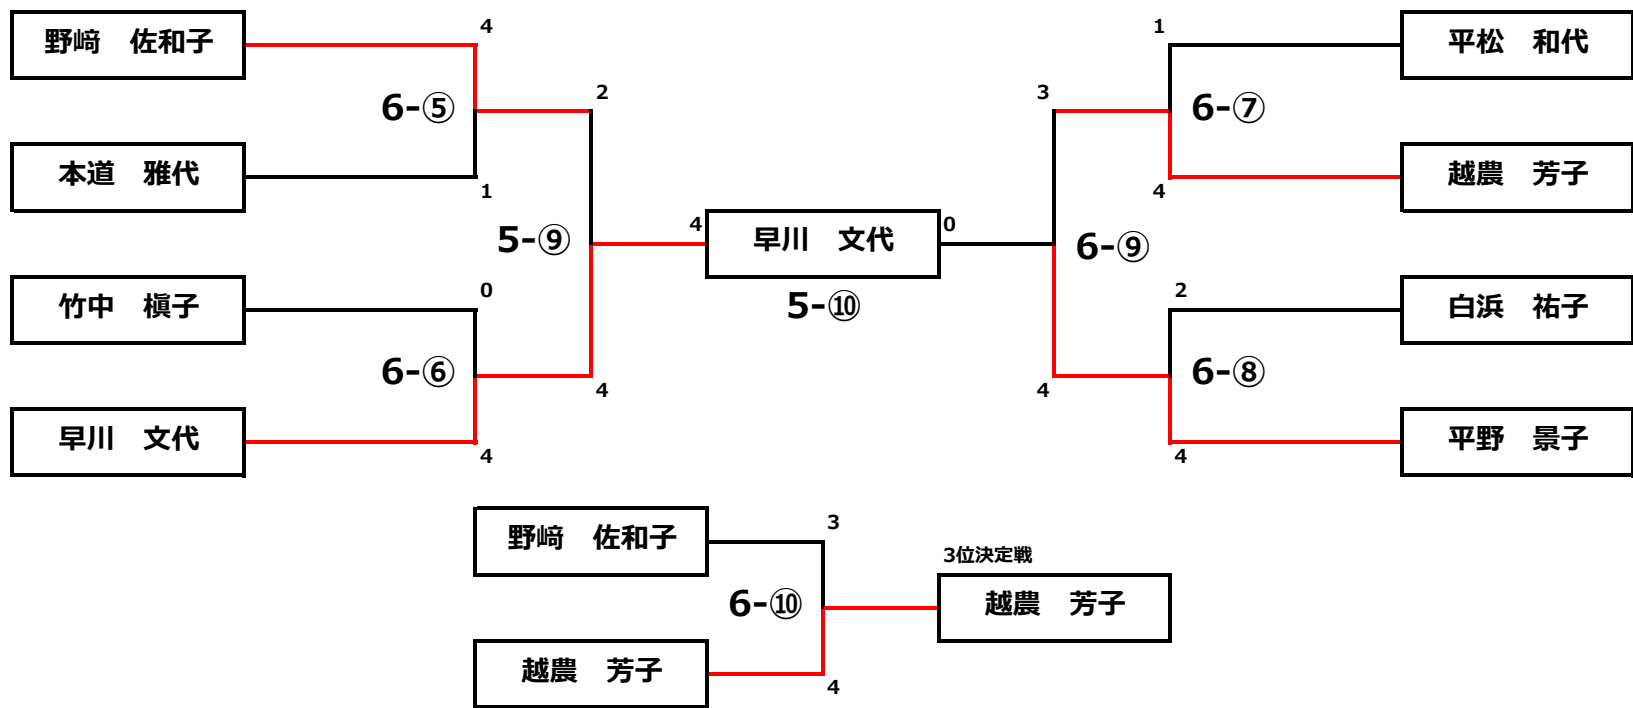 野﨑　佐和子
4
1
平松　和代
6-⑤
2
3
6-⑦
本道　雅代
1
4
越農　芳子
5-⑨
4
早川　文代
0
6-⑨
5-⑩
竹中　槇子
0
2
白浜　祐子
6-⑥
4
4
6-⑧
早川　文代
4
4
平野　景子
野﨑　佐和子
3
3位決定戦
6-⑩
越農　芳子
越農　芳子
4